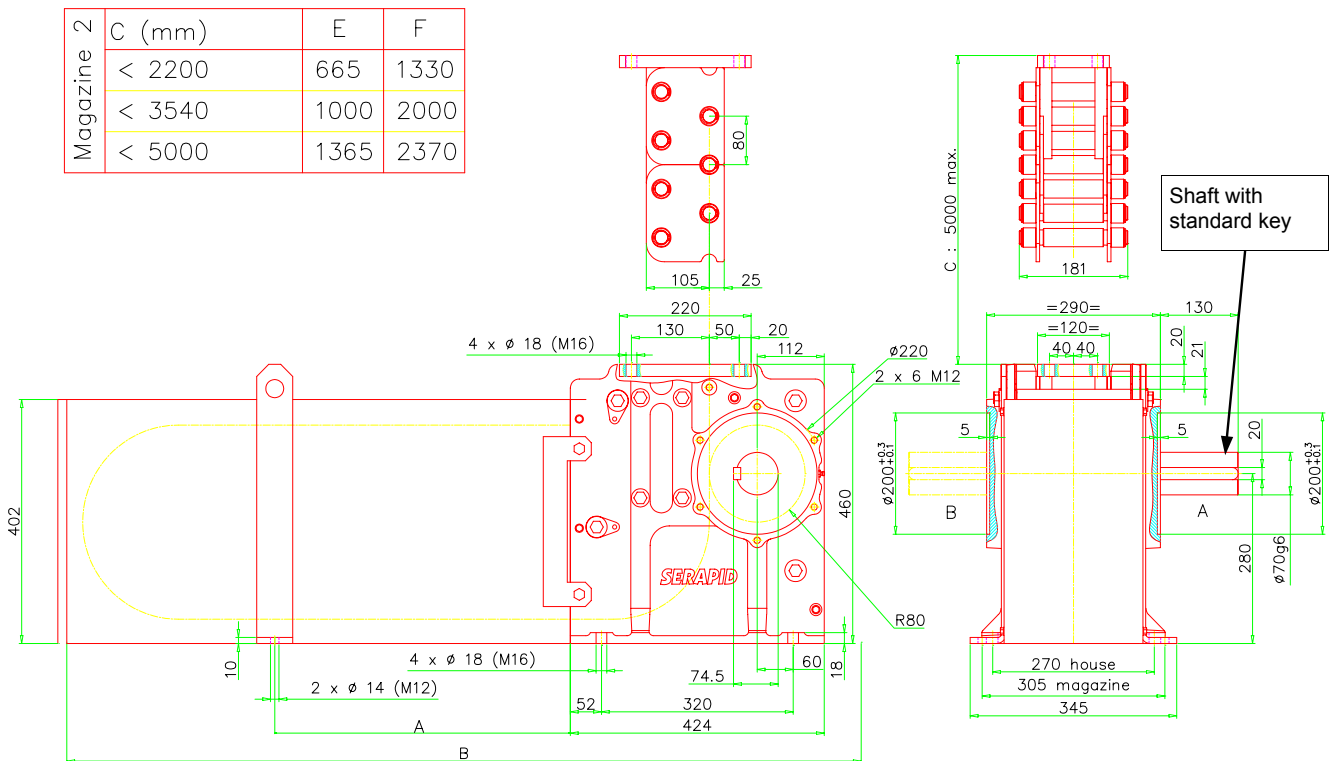 Magazine 2
C (mm) E F
< 2200 665 1330
< 3540 1000 2000
< 5000 1365 2370
80
105 25
220
130 50 20
112
4 x ø 18 (M16)
ø220
2 x 6 M12
402
460
SERAPID
R80
10
4 x ø 18 (M16)
2 x ø 14 (M12)
74.5
60
18
52 320
A 424
B
C : 5000 max.
181
Shaft with
standard key
=290= 130
=120=
40 40
20
21
5 5
20
ø200 +0.3 +0.1
ø200 +0.3 +0.1
B A
280
ø70g6
270 house
305 magazine
345